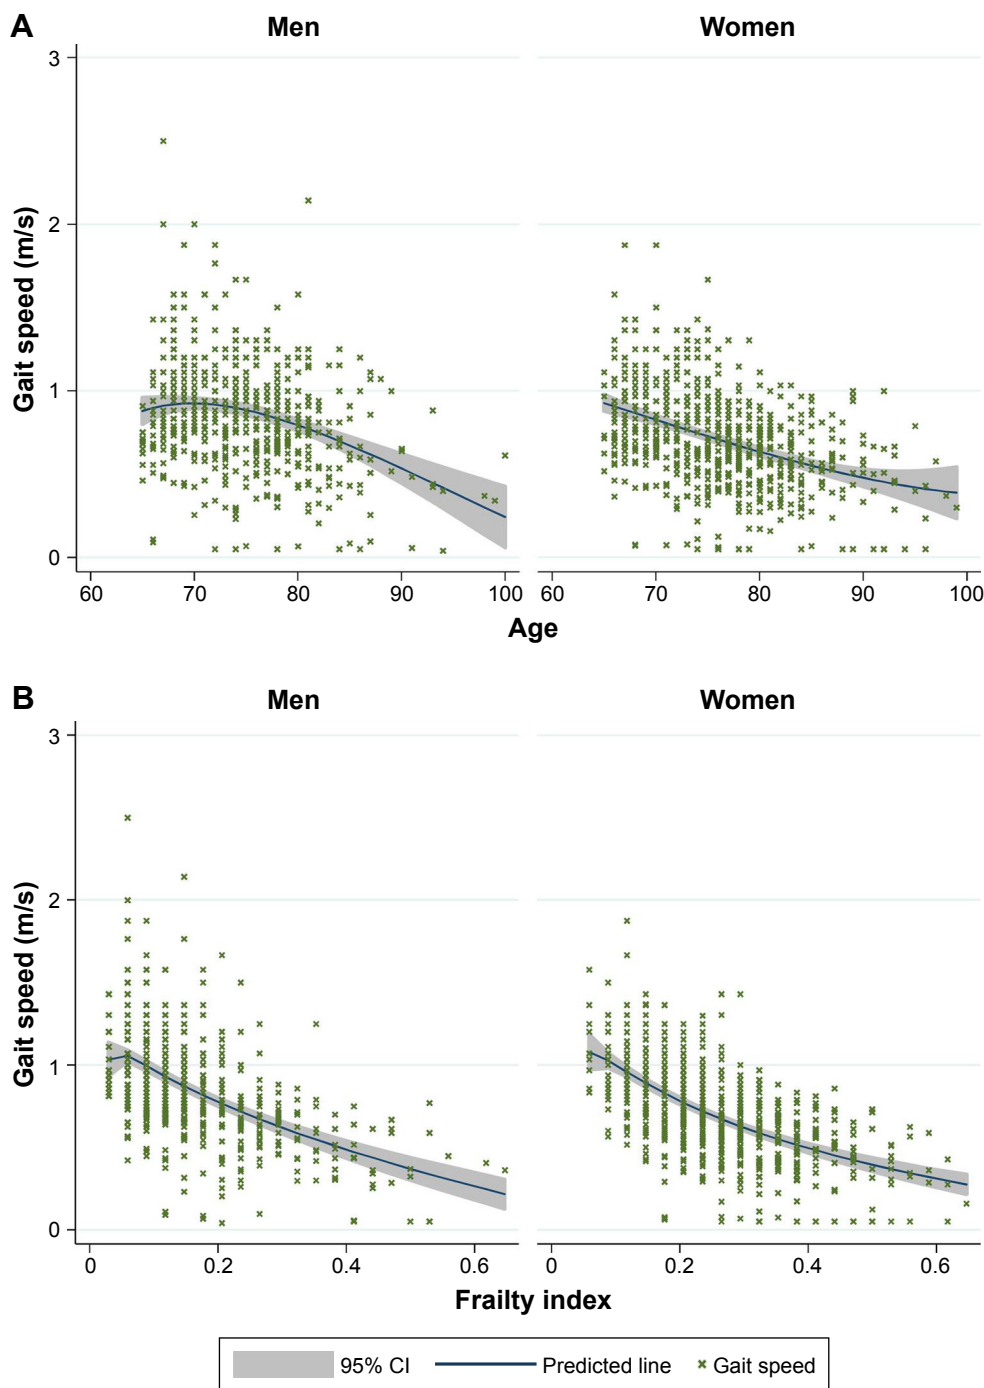 A
Men
Women
Gait speed (m/s)
3
2
1
0
60
70
80
90
100
60
70
80
90
100
Age
B
Men
Women
Gait speed (m/s)
3
2
1
0
0
0.2
0.4
0.6
0
0.2
0.4
0.6
Frailty index
95% CI
Predicted line
Gait speed